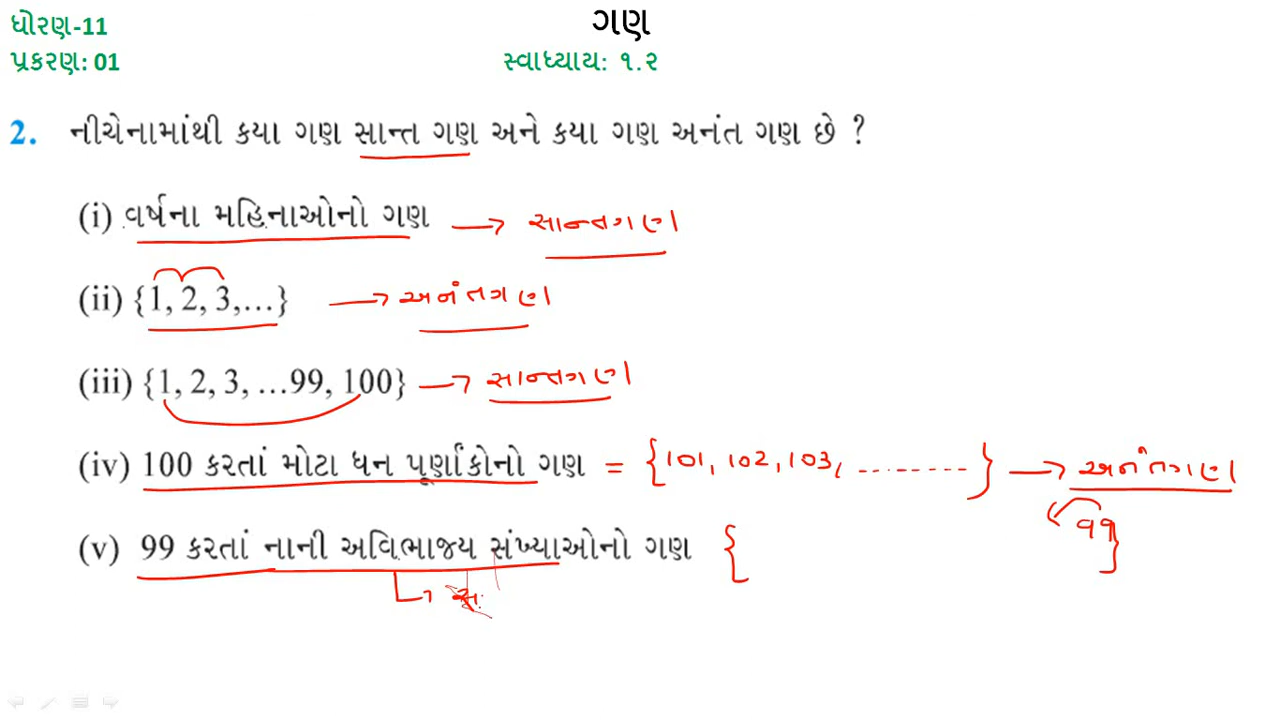 ધોરણ-11
ગણ
પ્રકરણ: 01
સ્વાધ્યાય: ૧.૨
2. નીચેનામાંથી કયા ગણ સાન્ત ગણ અને કયા ગણ અનંત ગણ છે ?
(i) વર્ષના મહિનાઓનો ગણ → સાન્તગણ
(ii) {1, 2, 3,...} → અનંતગણ
(iii) {1, 2, 3, ...99, 100} → સાન્તગણ
(iv) 100 કરતાં મોટા ધન પૂર્ણાંકોનો ગણ = {101, 102, 103, .........} → અનંતગણ
(v) 99 કરતાં નાની અવિભાજ્ય સંખ્યાઓનો ગણ { 99 }